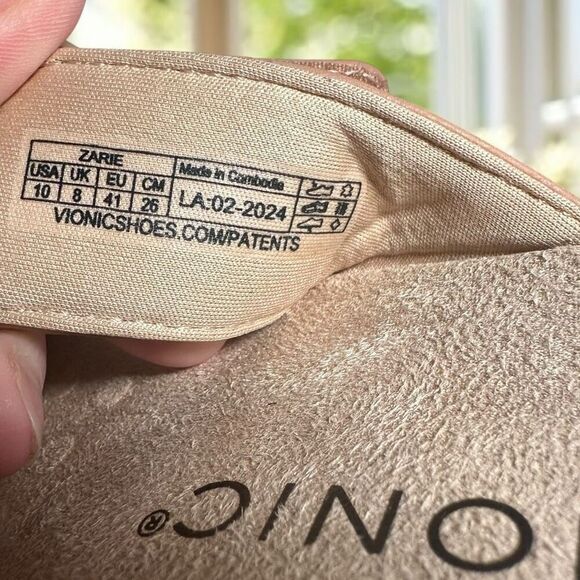 ZARIE
USA UK EU CM
10 8 41 26
Made in Cambodia
LA:02-2024
VIONICSHOES.COM/PATENTS
ONIC®